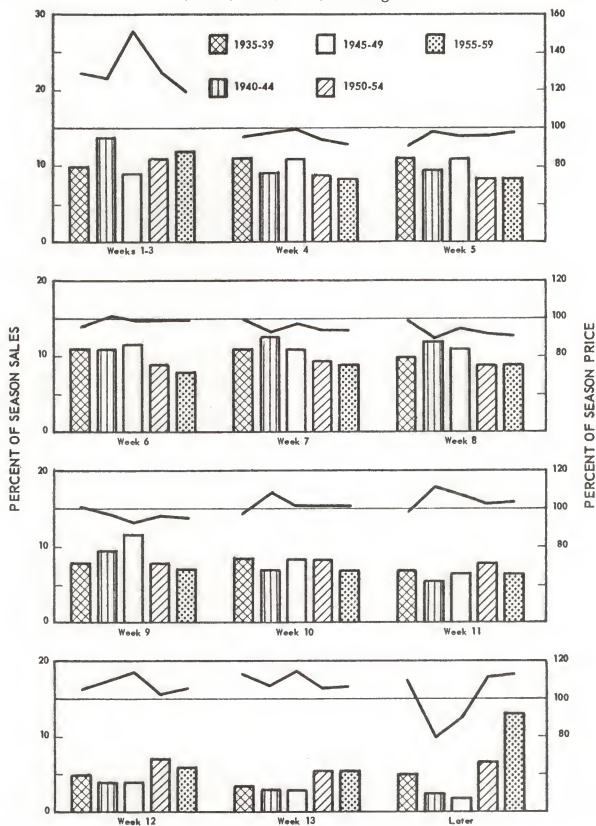 30
160
1935-39
1945-49
1955-59
140
20
1940-44
1950-54
120
100
10
80
0
Weeks 1-3
Week 4
Week 5
20
120
100
10
80
0
Week 6
Week 7
Week 8
PERCENT OF SEASON SALES
PERCENT OF SEASON PRICE
20
120
100
10
80
0
Week 9
Week 10
Week 11
20
120
100
10
80
0
Week 12
Week 13
Later